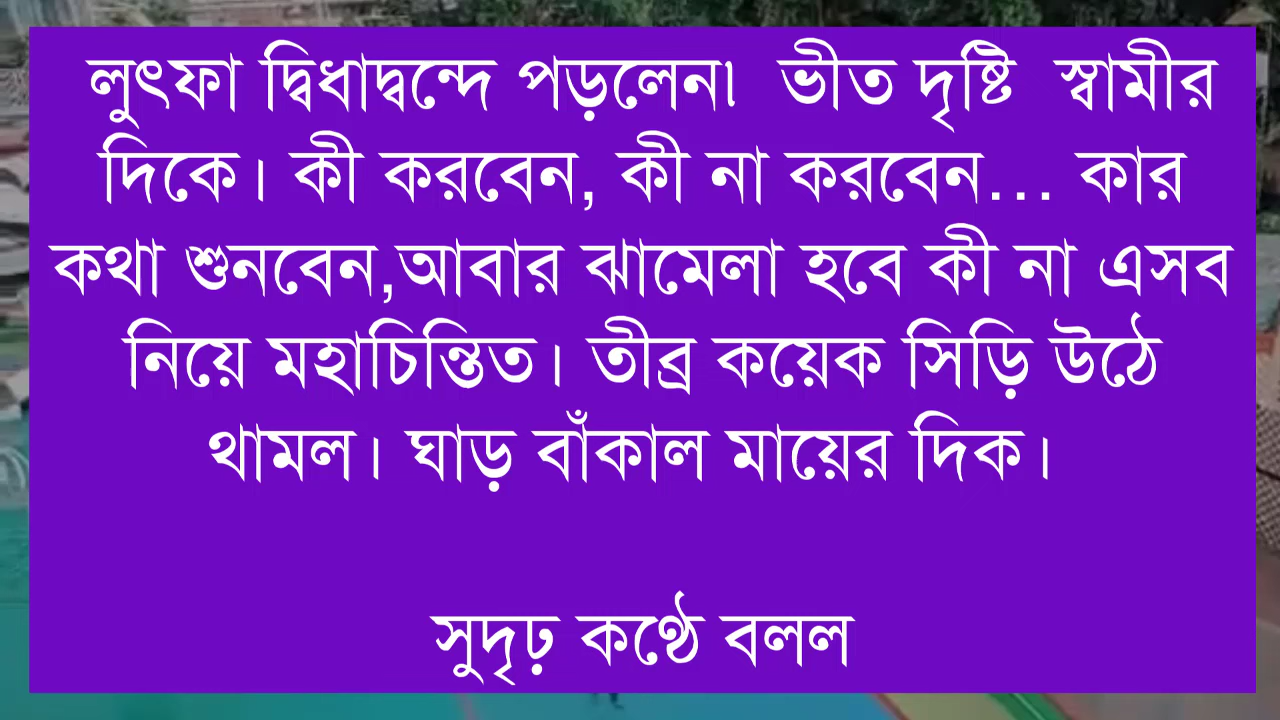 লুৎফা দ্বিধাদ্বন্দে পড়লেন৷ ভীত দৃষ্টি স্বামীর
দিকে। কী করবেন, কী না করবেন... কার
কথা শুনবেন,আবার ঝামেলা হবে কী না এসব
নিয়ে মহাচিন্তিত। তীব্র কয়েক সিড়ি উঠে
থামল। ঘাড় বাঁকাল মায়ের দিক।
সুদৃঢ় কণ্ঠে বলল